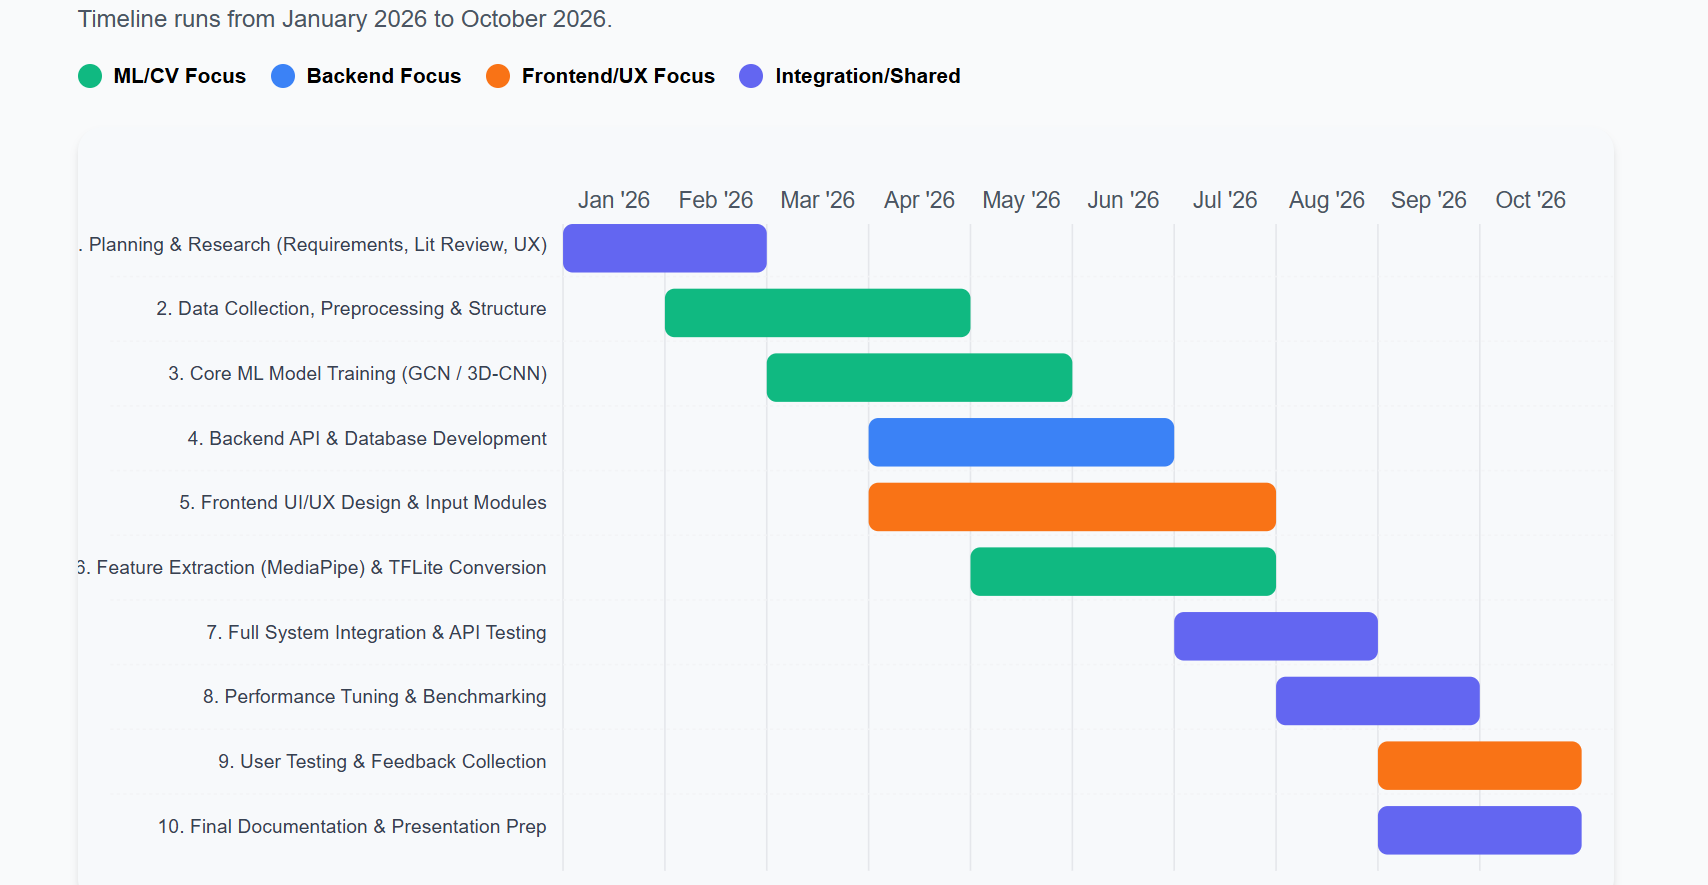 Timeline runs from January 2026 to October 2026.
ML/CV Focus Backend Focus Frontend/UX Focus Integration/Shared
Jan '26 Feb '26 Mar '26 Apr '26 May '26 Jun '26 Jul '26 Aug '26 Sep '26 Oct '26
. Planning & Research (Requirements, Lit Review, UX)
2. Data Collection, Preprocessing & Structure
3. Core ML Model Training (GCN / 3D-CNN)
4. Backend API & Database Development
5. Frontend UI/UX Design & Input Modules
6. Feature Extraction (MediaPipe) & TFLite Conversion
7. Full System Integration & API Testing
8. Performance Tuning & Benchmarking
9. User Testing & Feedback Collection
10. Final Documentation & Presentation Prep